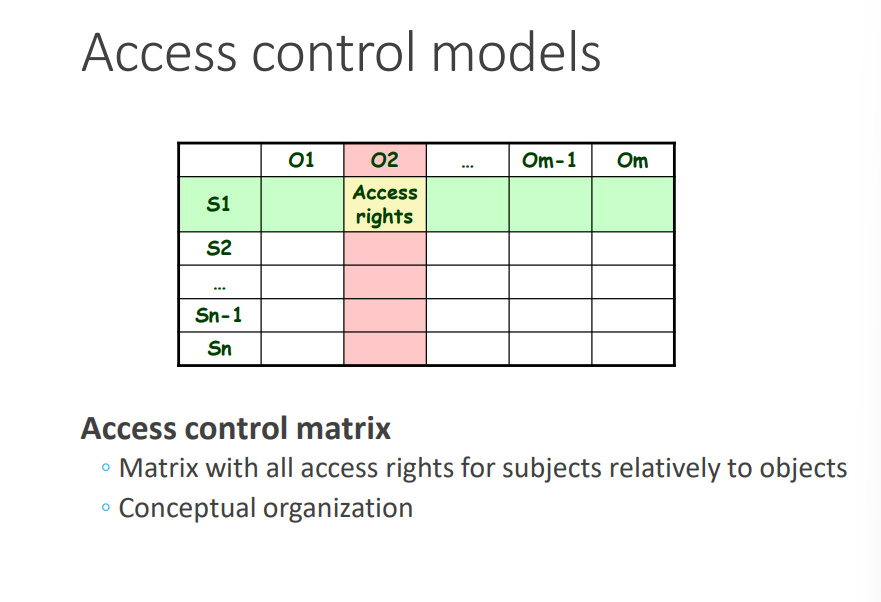 Access control models
O1 O2 ... Om-1 Om
S1 Access rights
S2
...
Sn-1
Sn
Access control matrix
◦ Matrix with all access rights for subjects relatively to objects
◦ Conceptual organization